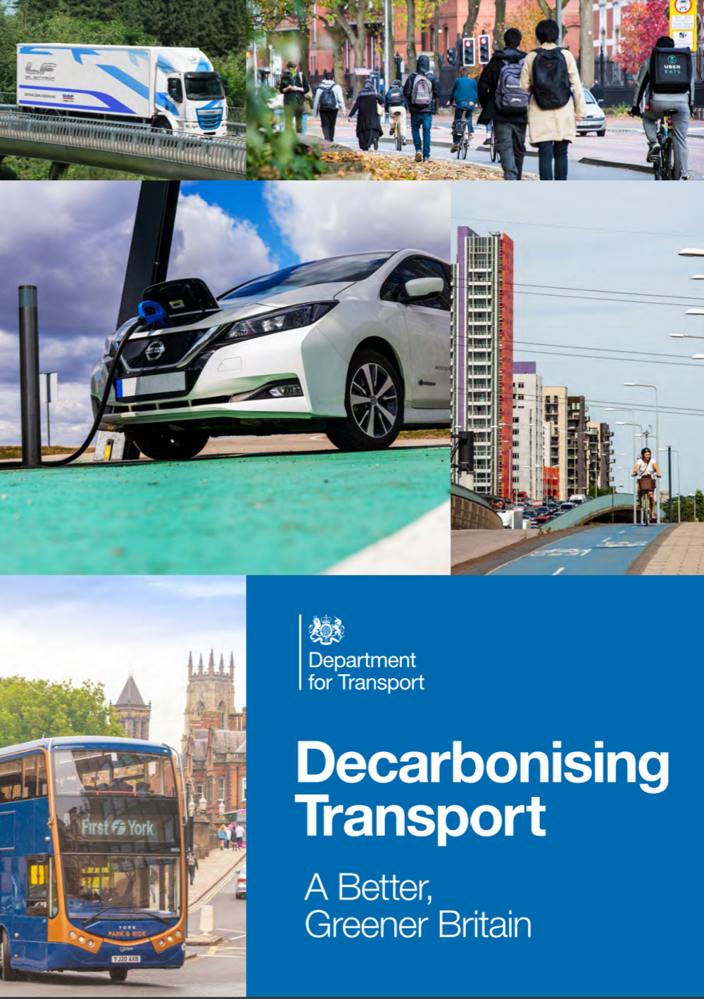 LF
ELECTRIC
DAF
UBER
EATS
Department
for Transport
Decarbonising
Transport
A Better,
Greener Britain
First York
YORK
PARK & RIDE
YJ20 AXB